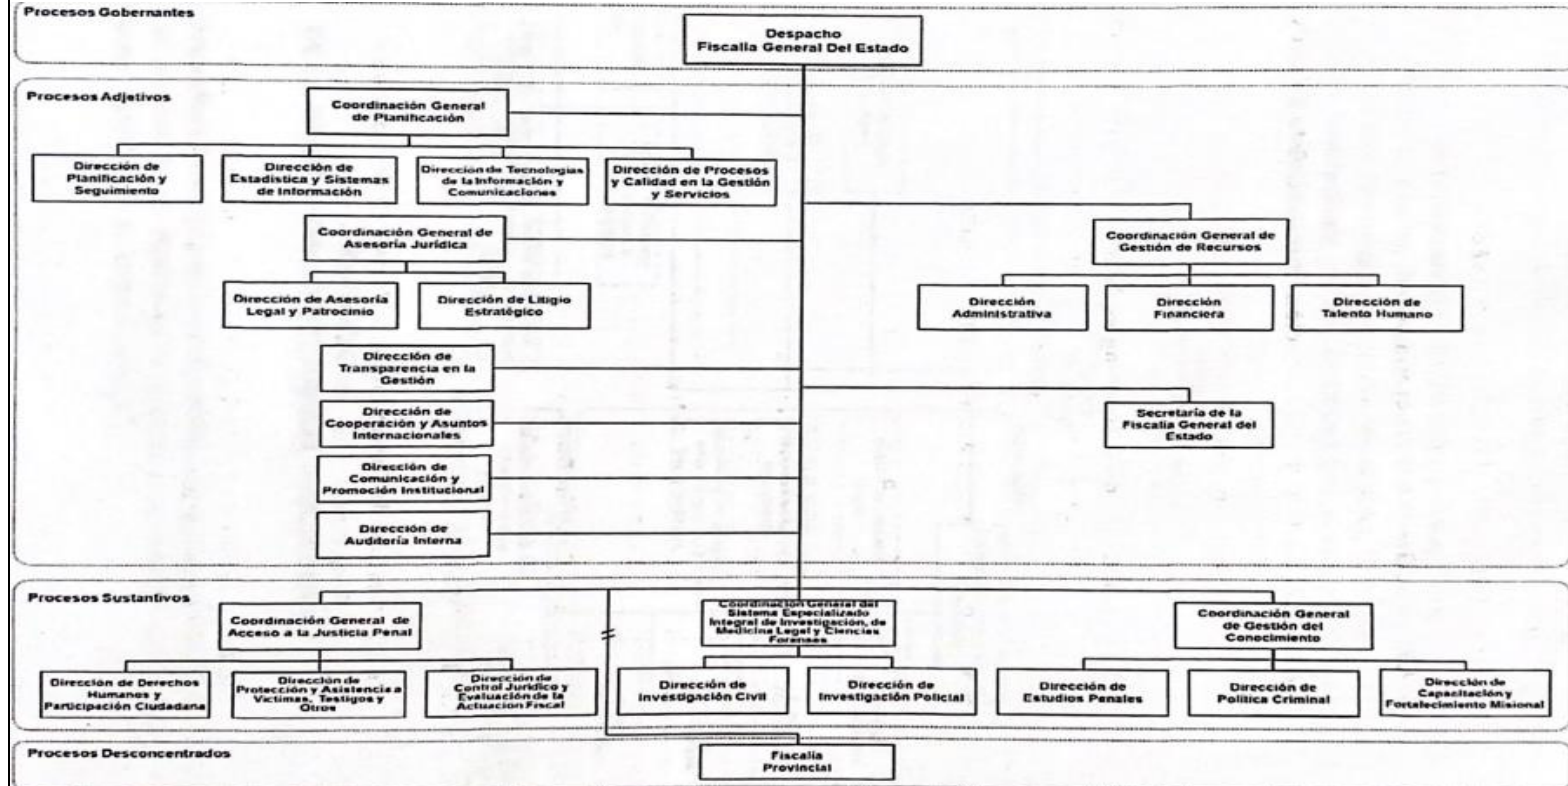 Procesos Gobernantes
Despacho
Fiscalía General Del Estado
Procesos Adjetivos
Coordinación General
de Planificación
Dirección de
Planificación y
Seguimiento
Dirección de
Estadística y Sistemas
de Información
Dirección de Tecnologías
de la Información y
Comunicaciones
Dirección de Procesos
y Calidad en la Gestión
y Servicios
Coordinación General de
Asesoría Jurídica
Coordinación General de
Gestión de Recursos
Dirección de Asesoría
Legal y Patrocinio
Dirección de Litigio
Estratégico
Dirección
Administrativa
Dirección
Financiera
Dirección de
Talento Humano
Dirección de
Transparencia en la
Gestión
Dirección de
Cooperación y Asuntos
Internacionales
Secretaría de la
Fiscalía General del
Estado
Dirección de
Comunicación y
Promoción Institucional
Dirección de
Auditoría Interna
Procesos Sustantivos
Coordinación General de
Acceso a la Justicia Penal
Coordinación General del
Sistema Especializado
Integral de Investigación, de
Medicina Legal y Ciencias
Forenses
Coordinación General
de Gestión del
Conocimiento
Dirección de Derechos
Humanos y
Participación Ciudadana
Dirección de
Protección y Asistencia a
Víctimas, Testigos y
Otros
Dirección de
Control Jurídico y
Evaluación de la
Actuación Fiscal
Dirección de
Investigación Civil
Dirección de
Investigación Policial
Dirección de
Estudios Penales
Dirección de
Política Criminal
Dirección de
Capacitación y
Fortalecimiento Misional
Procesos Desconcentrados
Fiscalía
Provincial